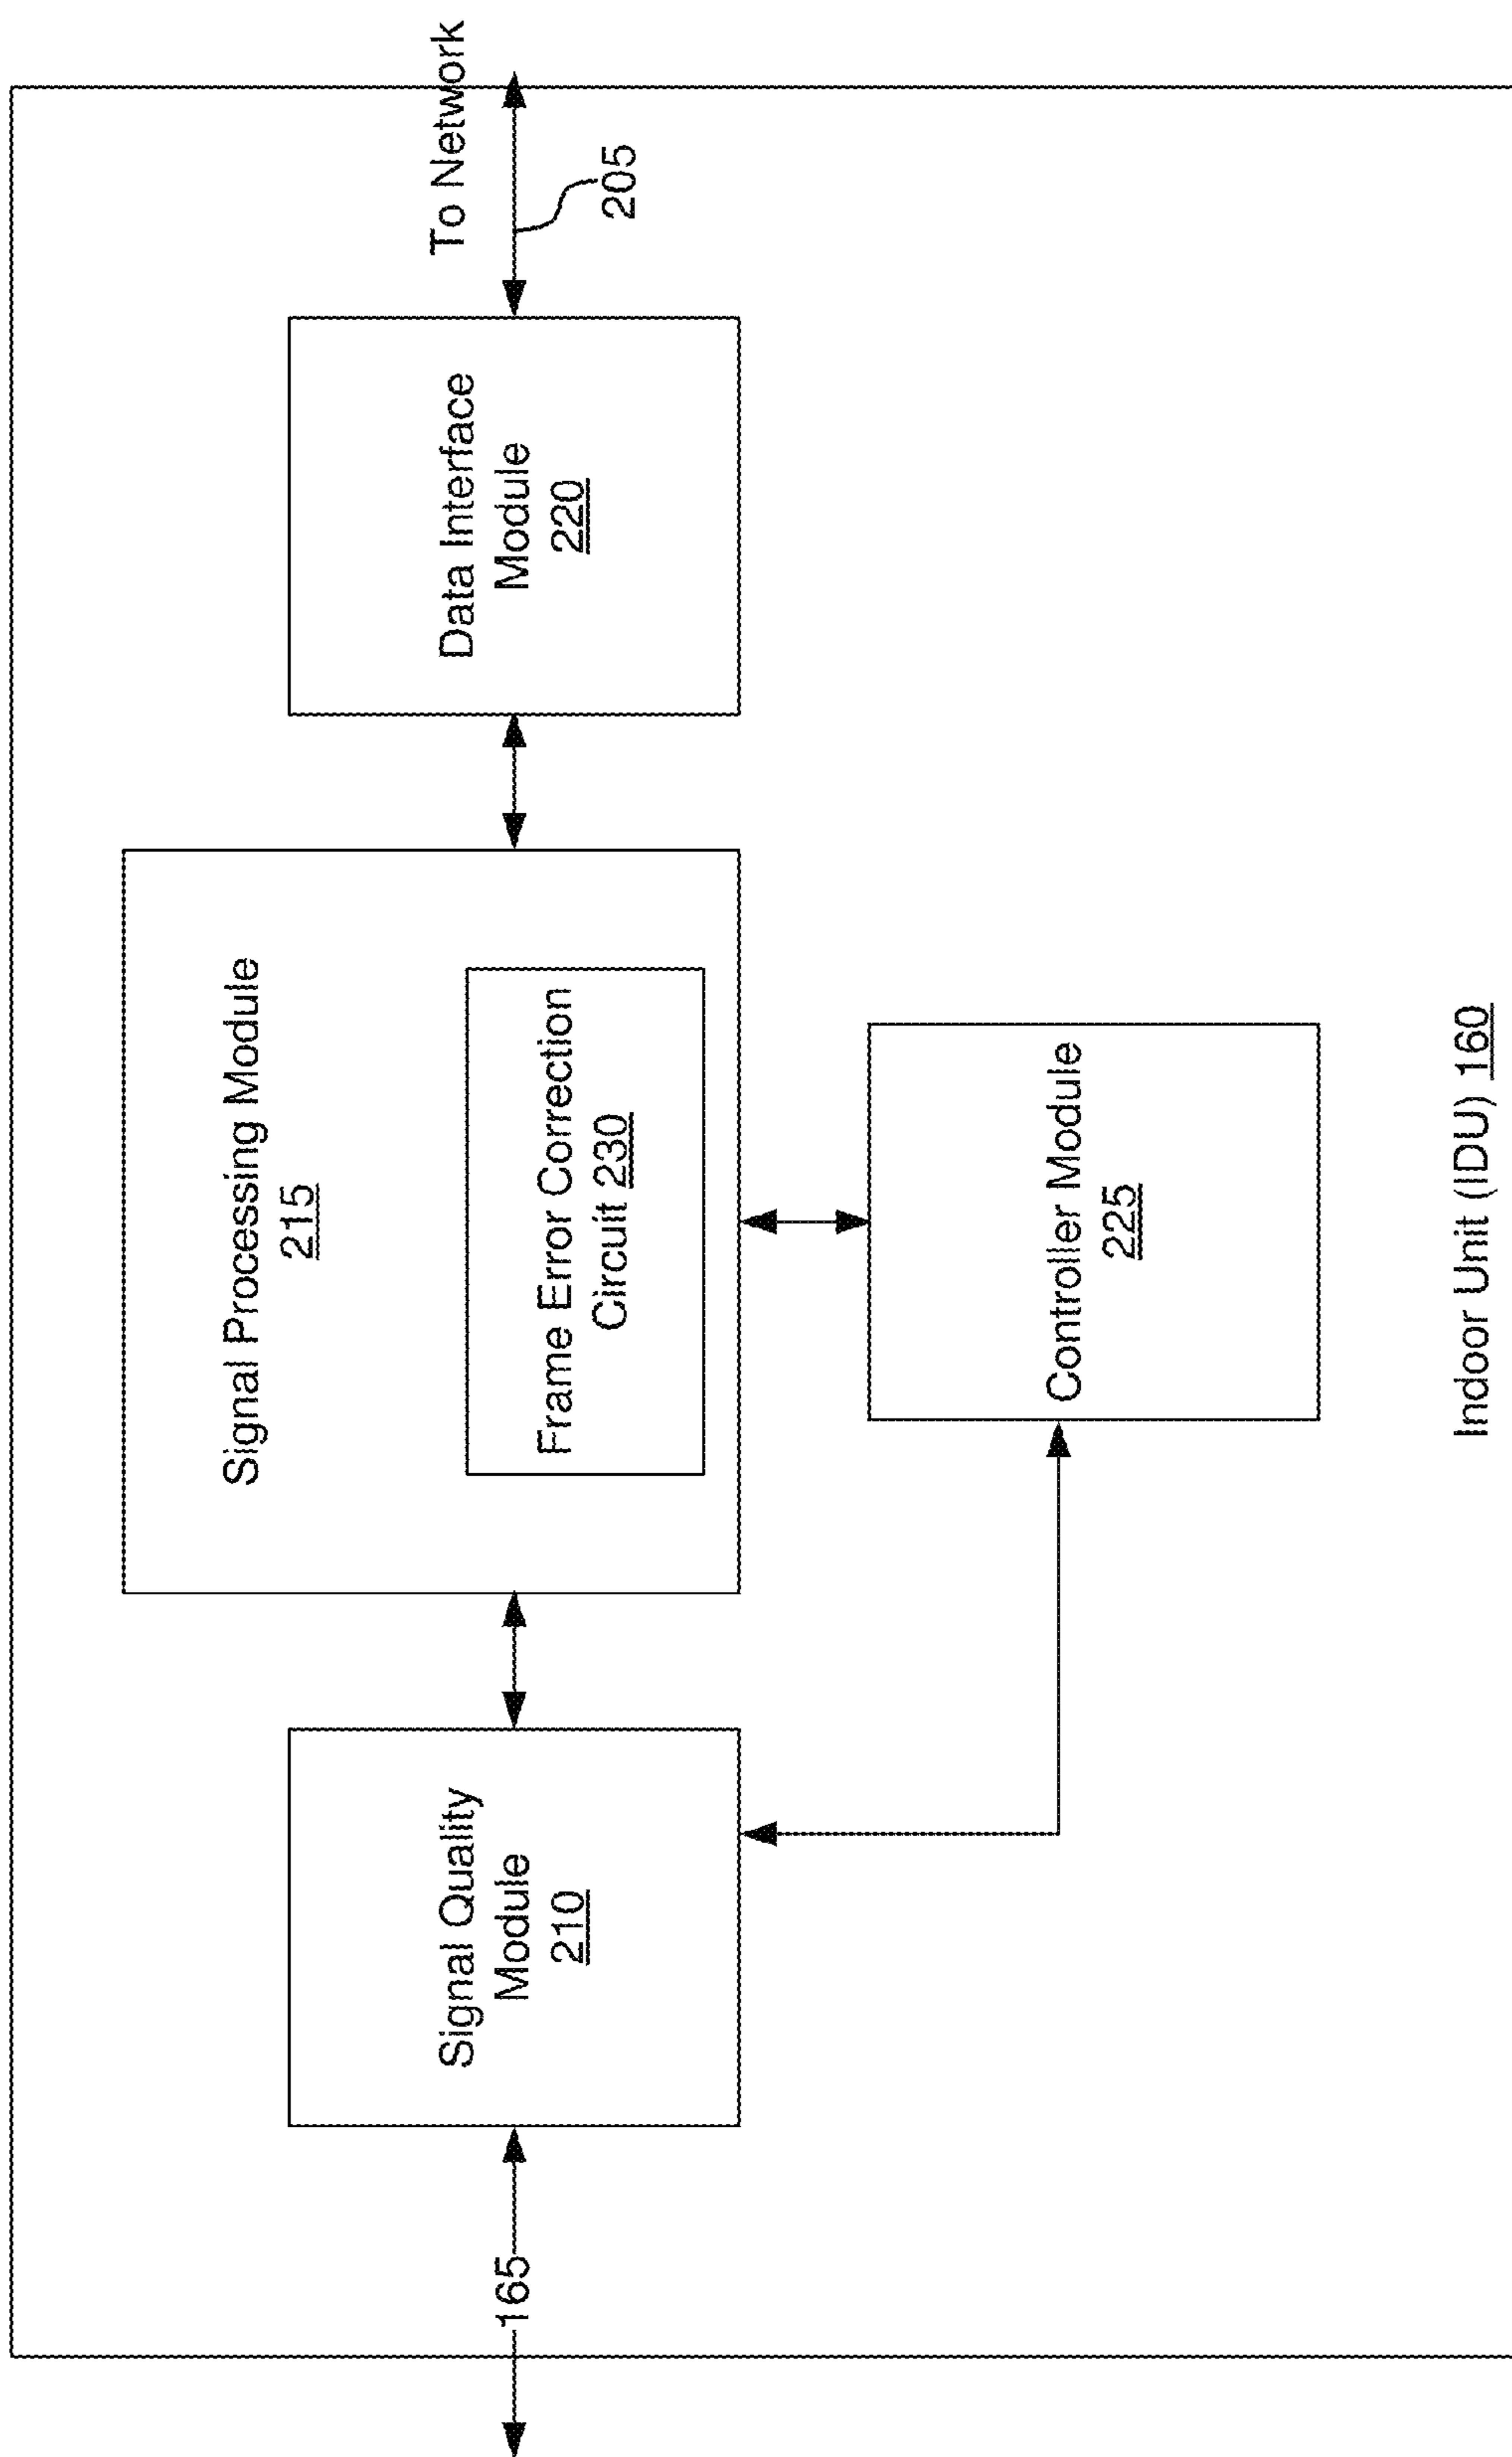 165
Signal Quality
Module
210
Signal Processing Module
215
Frame Error Correction
Circuit 230
Controller Module
225
Data Interface
Module
220
To Network
205
Indoor Unit (IDU) 160